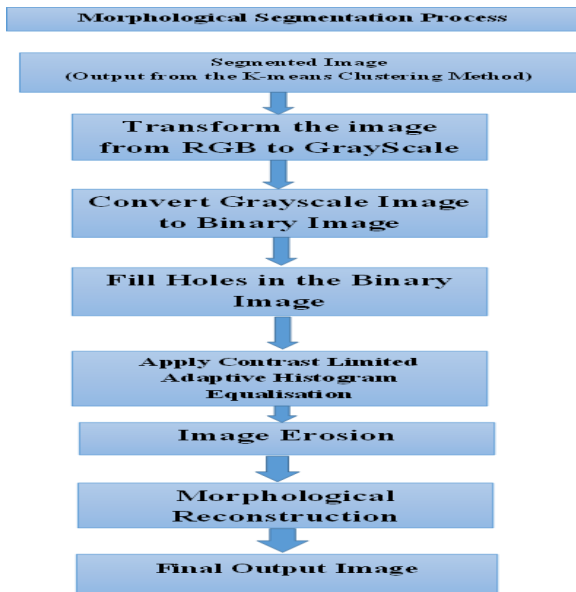 Morphological Segmentation Process
Segmented Image
(Output from the K-means Clustering Method)
Transform the image
from RGB to GrayScale
Convert Grayscale Image
to Binary Image
Fill Holes in the Binary
Image
Apply Contrast Limited
Adaptive Histogram
Equalisation
Image Erosion
Morphological
Reconstruction
Final Output Image